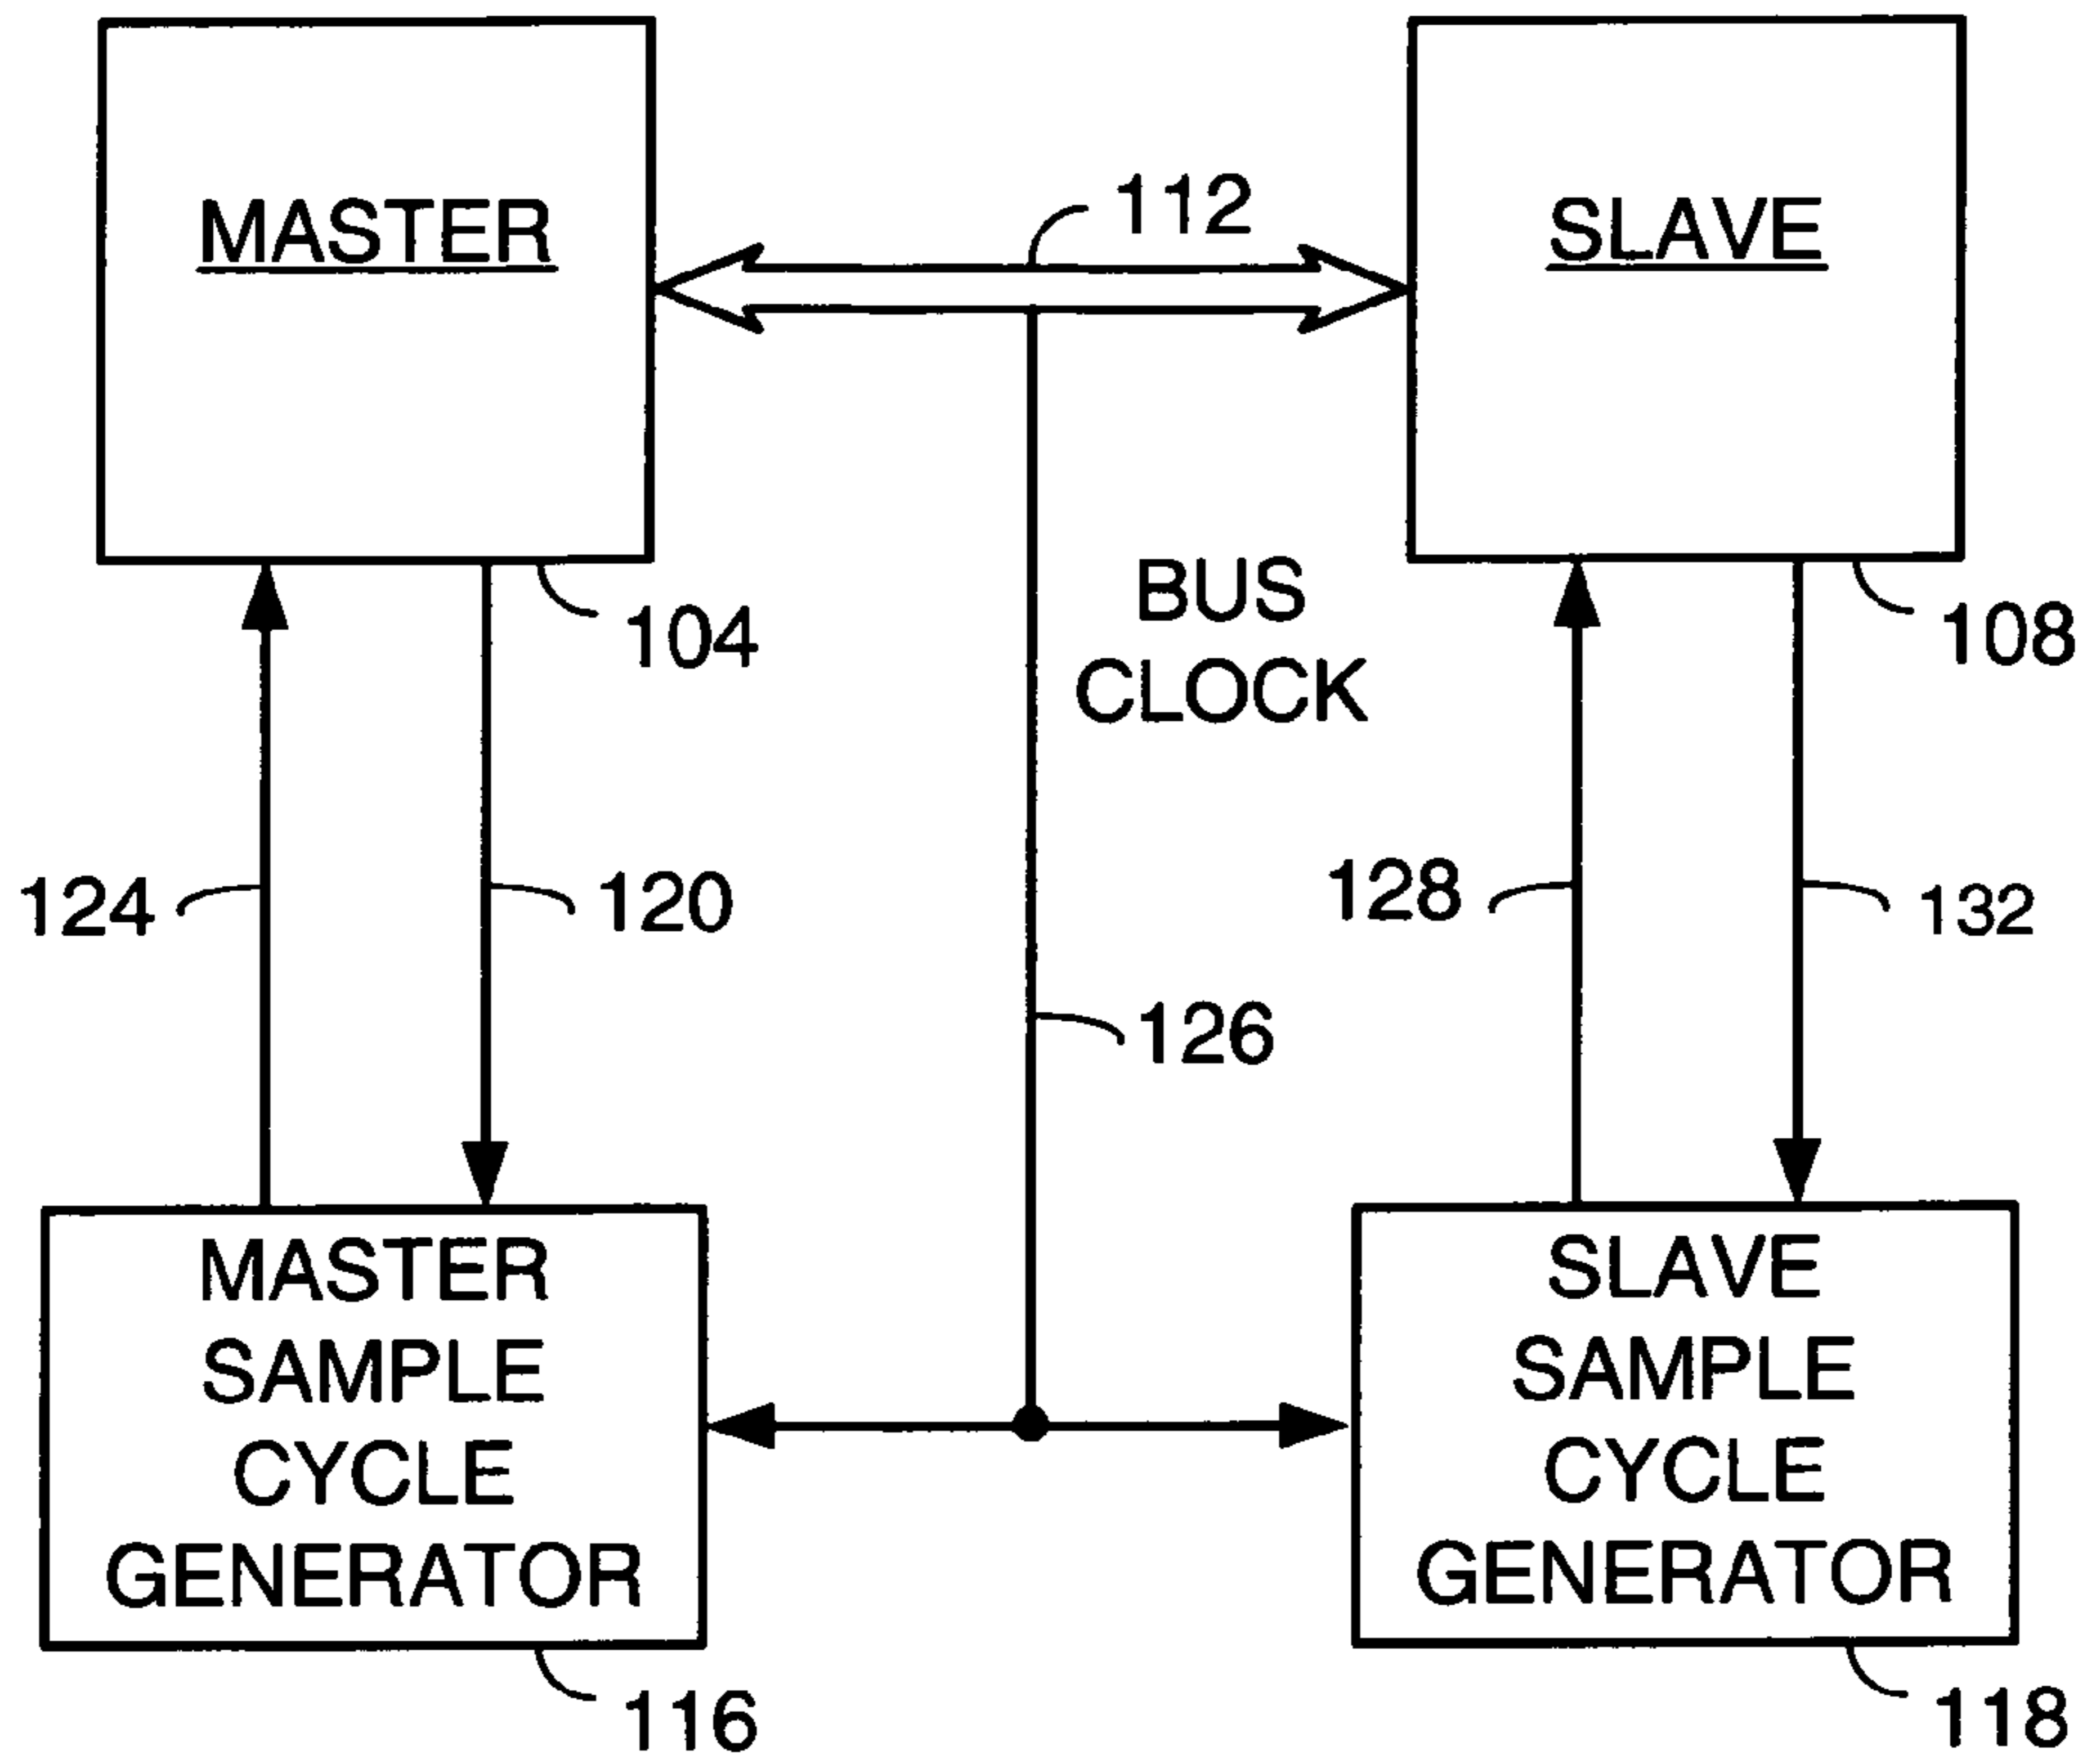 MASTER
112
SLAVE
104
BUS
CLOCK
108
124
120
128
132
126
MASTER
SAMPLE
CYCLE
GENERATOR
SLAVE
SAMPLE
CYCLE
GENERATOR
116
118